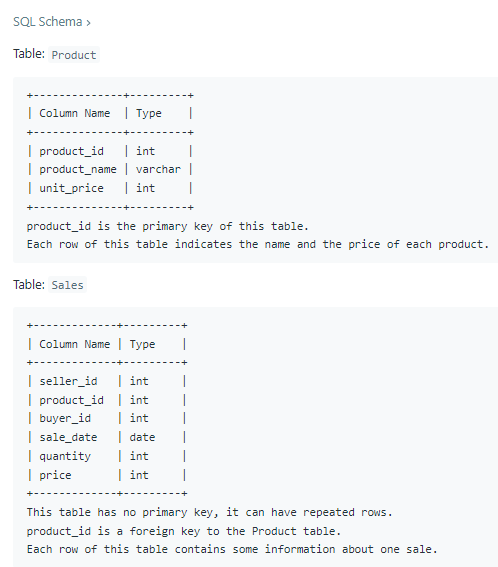 SQL Schema >
Table: Product
+--------------+---------+
| Column Name  | Type    |
+--------------+---------+
| product_id   | int     |
| product_name | varchar |
| unit_price   | int     |
+--------------+---------+
product_id is the primary key of this table.
Each row of this table indicates the name and the price of each product.
Table: Sales
+-------------+---------+
| Column Name | Type    |
+-------------+---------+
| seller_id   | int     |
| product_id  | int     |
| buyer_id    | int     |
| sale_date   | date    |
| quantity    | int     |
| price       | int     |
+-------------+---------+
This table has no primary key, it can have repeated rows.
product_id is a foreign key to the Product table.
Each row of this table contains some information about one sale.